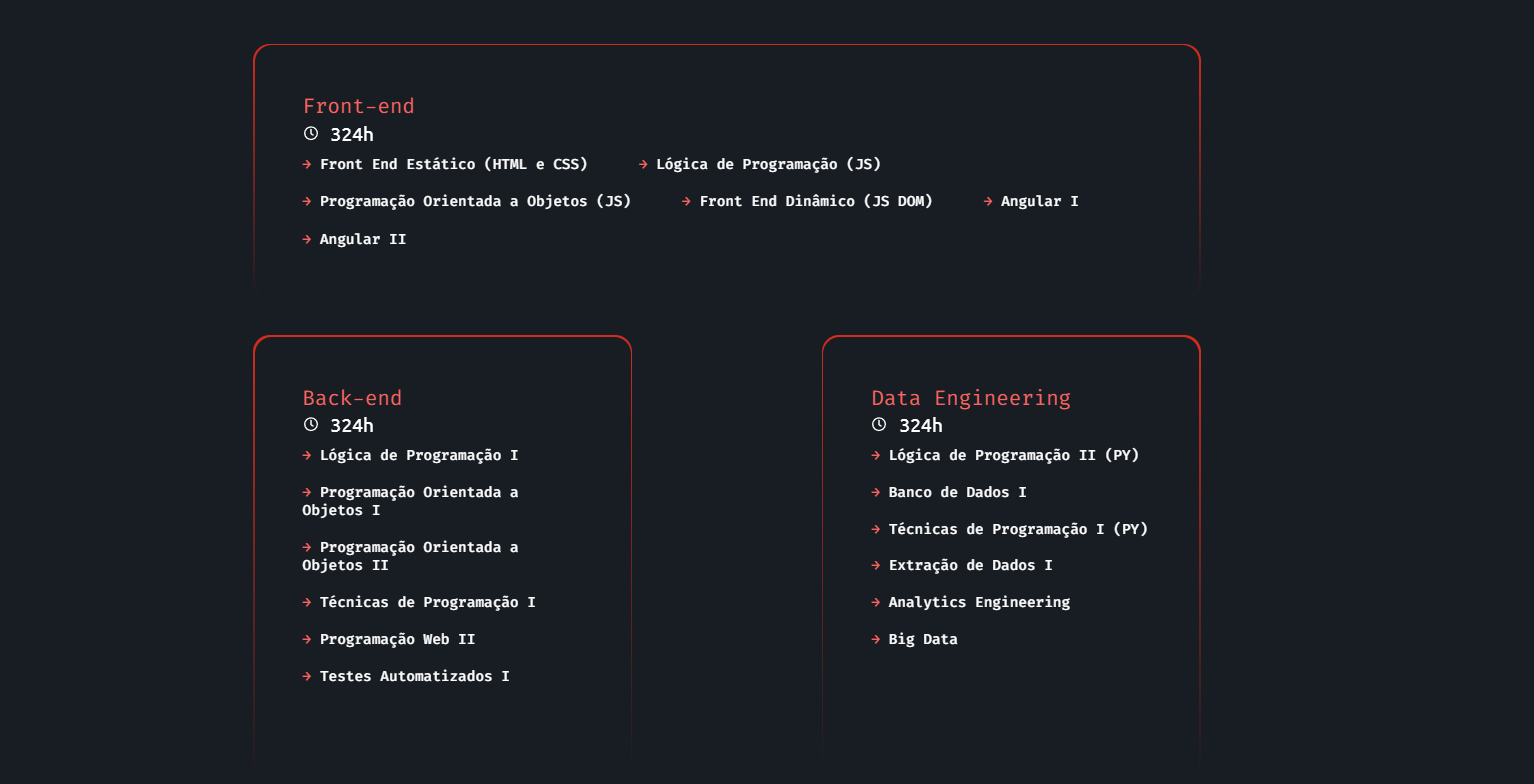 Front-end
324h
→ Front End Estático (HTML e CSS) → Lógica de Programação (JS)
→ Programação Orientada a Objetos (JS) → Front End Dinâmico (JS DOM) → Angular I
→ Angular II
Back-end
324h
→ Lógica de Programação I
→ Programação Orientada a
Objetos I
→ Programação Orientada a
Objetos II
→ Técnicas de Programação I
→ Programação Web II
→ Testes Automatizados I
Data Engineering
324h
→ Lógica de Programação II (PY)
→ Banco de Dados I
→ Técnicas de Programação I (PY)
→ Extração de Dados I
→ Analytics Engineering
→ Big Data